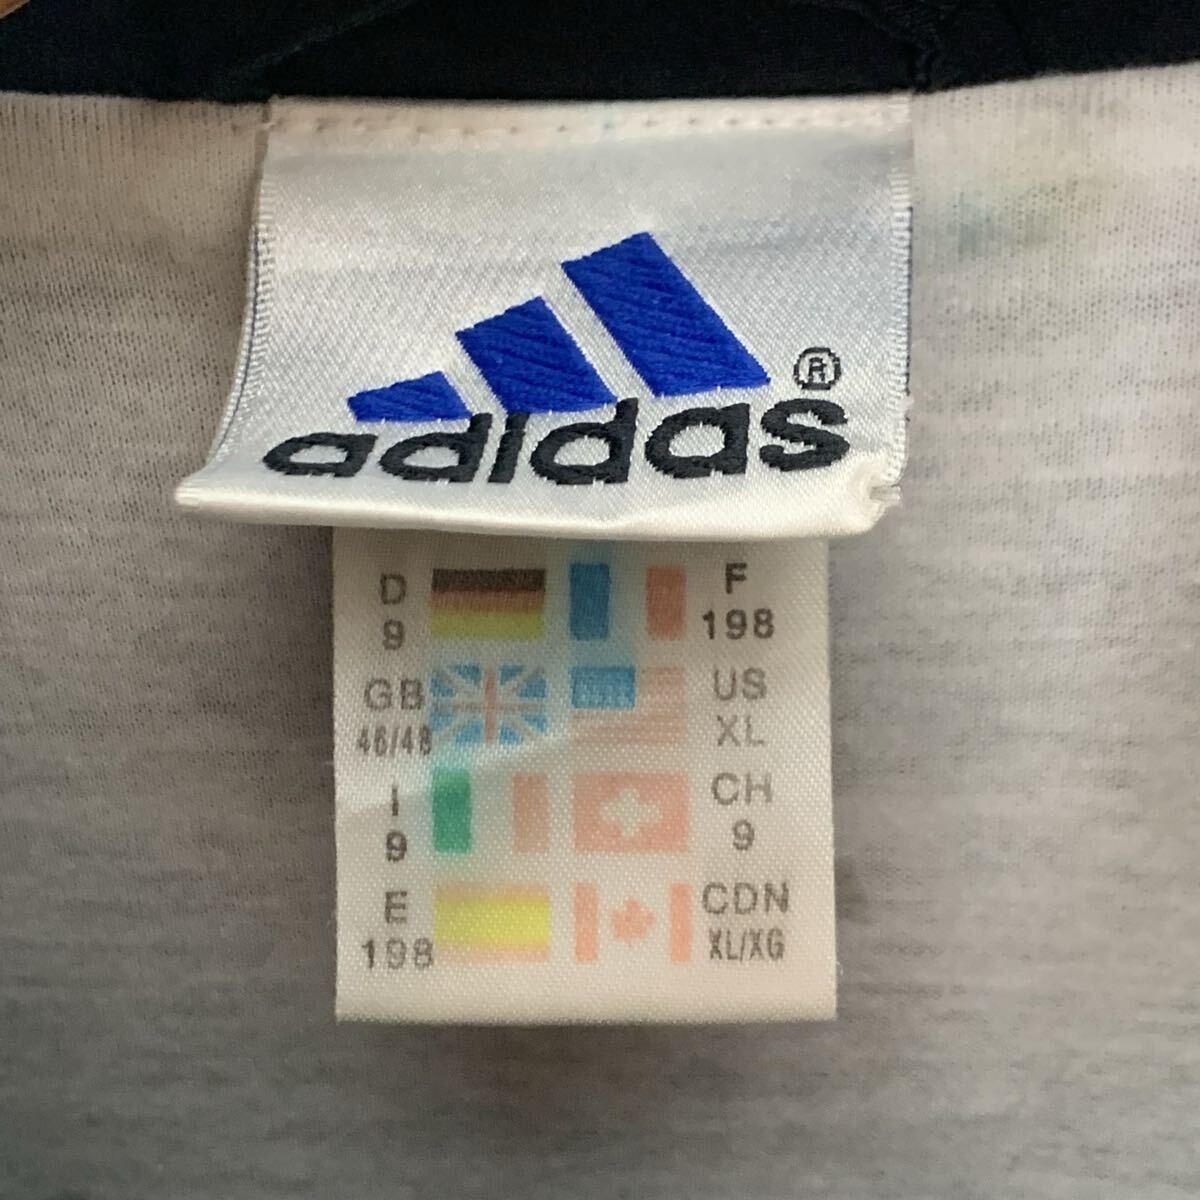 adidas®
D
9
F
198
GB
46/48
US
XL
I
9
CH
9
E
198
CDN
XL/XG